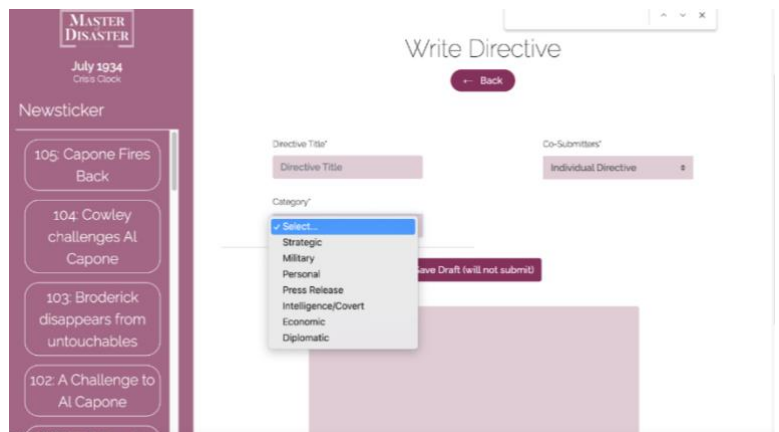 MASTER
OF
DISASTER
July 1934
Crisis Clock
Newsticker
105: Capone Fires
Back
104: Cowley
challenges Al
Capone
103: Broderick
disappears from
untouchables
102: A Challenge to
Al Capone
Write Directive
← Back
Directive Title*
Directive Title
Co-Submitters*
Individual Directive
Category*
✓ Select...
Strategic
Military
Personal
Press Release
Intelligence/Covert
Economic
Diplomatic
Save Draft (will not submit)